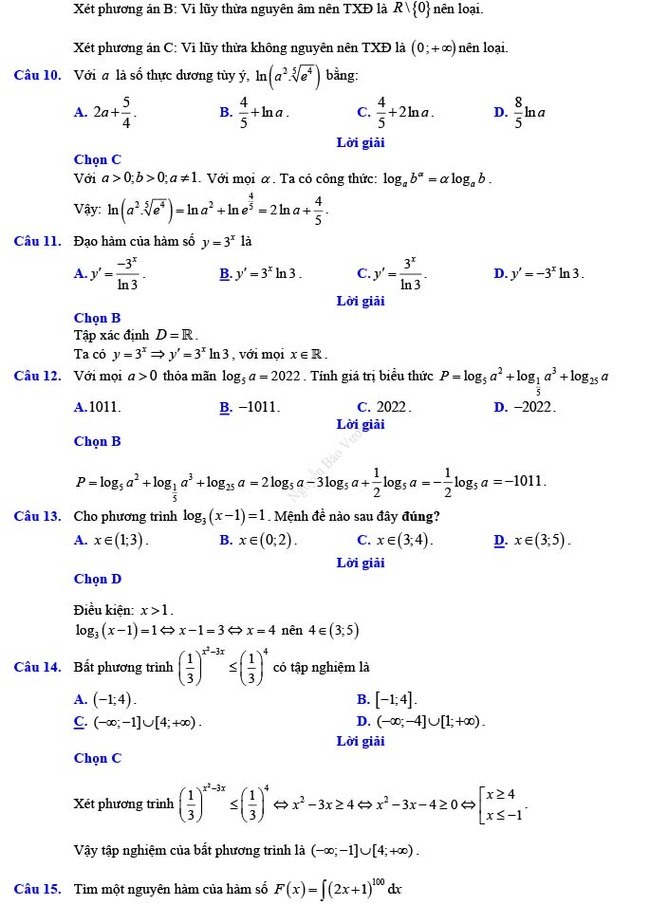 Xét phương án B: Vì lũy thừa nguyên âm nên TXĐ là R\{0} nên loại.
Xét phương án C: Vì lũy thừa không nguyên nên TXĐ là (0;+∞) nên loại.
Câu 10. Với a là số thực dương tùy ý, ln(a².⁵√e⁴) bằng:
A. 2a + 5/4. B. 4/5 + ln a. C. 4/5 + 2 ln a. D. 8/5 ln a
Lời giải
Chọn C
Với a > 0; b > 0; a ≠ 1. Với mọi α. Ta có công thức: logₐ b^α = α logₐ b.
Vậy: ln(a².⁵√e⁴) = ln a² + ln e^(4/5) = 2 ln a + 4/5.
Câu 11. Đạo hàm của hàm số y = 3ˣ là
A. y' = -3ˣ/ln 3. B. y' = 3ˣ ln 3. C. y' = 3ˣ/ln 3. D. y' = -3ˣ ln 3.
Lời giải
Chọn B
Tập xác định D = ℝ.
Ta có y = 3ˣ ⇒ y' = 3ˣ ln 3, với mọi x ∈ ℝ.
Câu 12. Với mọi a > 0 thỏa mãn log₅ a = 2022. Tính giá trị biểu thức P = log₅ a² + log_(1/5) a³ + log₂₅ a
A. 1011. B. -1011. C. 2022. D. -2022.
Lời giải
Chọn B
P = log₅ a² + log_(1/5) a³ + log₂₅ a = 2 log₅ a - 3 log₅ a + 1/2 log₅ a = -1/2 log₅ a = -1011.
Câu 13. Cho phương trình log₃(x-1) = 1. Mệnh đề nào sau đây đúng?
A. x ∈ (1;3). B. x ∈ (0;2). C. x ∈ (3;4). D. x ∈ (3;5).
Lời giải
Chọn D
Điều kiện: x > 1.
log₃(x-1) = 1 ⇔ x-1 = 3 ⇔ x = 4 nên 4 ∈ (3;5)
Câu 14. Bất phương trình (1/3)^(x²-3x) ≤ (1/3)⁴ có tập nghiệm là
A. (-1;4). B. [-1;4].
C. (-∞;-1]∪[4;+∞). D. (-∞;-4]∪[1;+∞).
Lời giải
Chọn C
Xét phương trình (1/3)^(x²-3x) ≤ (1/3)⁴ ⇔ x²-3x ≥ 4 ⇔ x²-3x-4 ≥ 0 ⇔ [x ≥ 4
x ≤ -1.
Vậy tập nghiệm của bất phương trình là (-∞;-1]∪[4;+∞).
Câu 15. Tìm một nguyên hàm của hàm số F(x) = ∫(2x+1)¹⁰⁰ dx